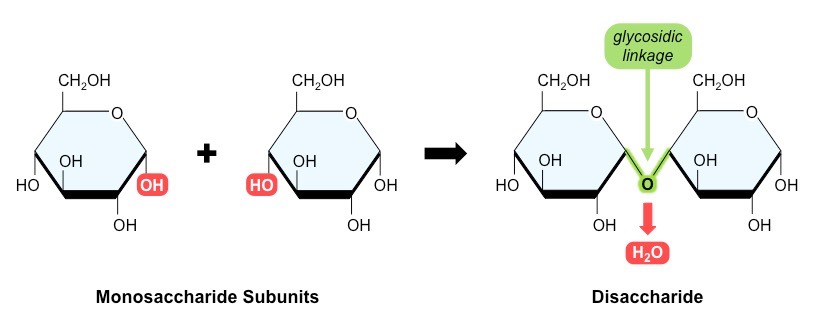 glycosidic
linkage
CH₂OH
O
OH
HO
OH
OH
+
CH₂OH
O
OH
HO
OH
OH
CH₂OH
O
OH
HO
OH
O
CH₂OH
O
OH
OH
OH
H₂O
Monosaccharide Subunits
Disaccharide